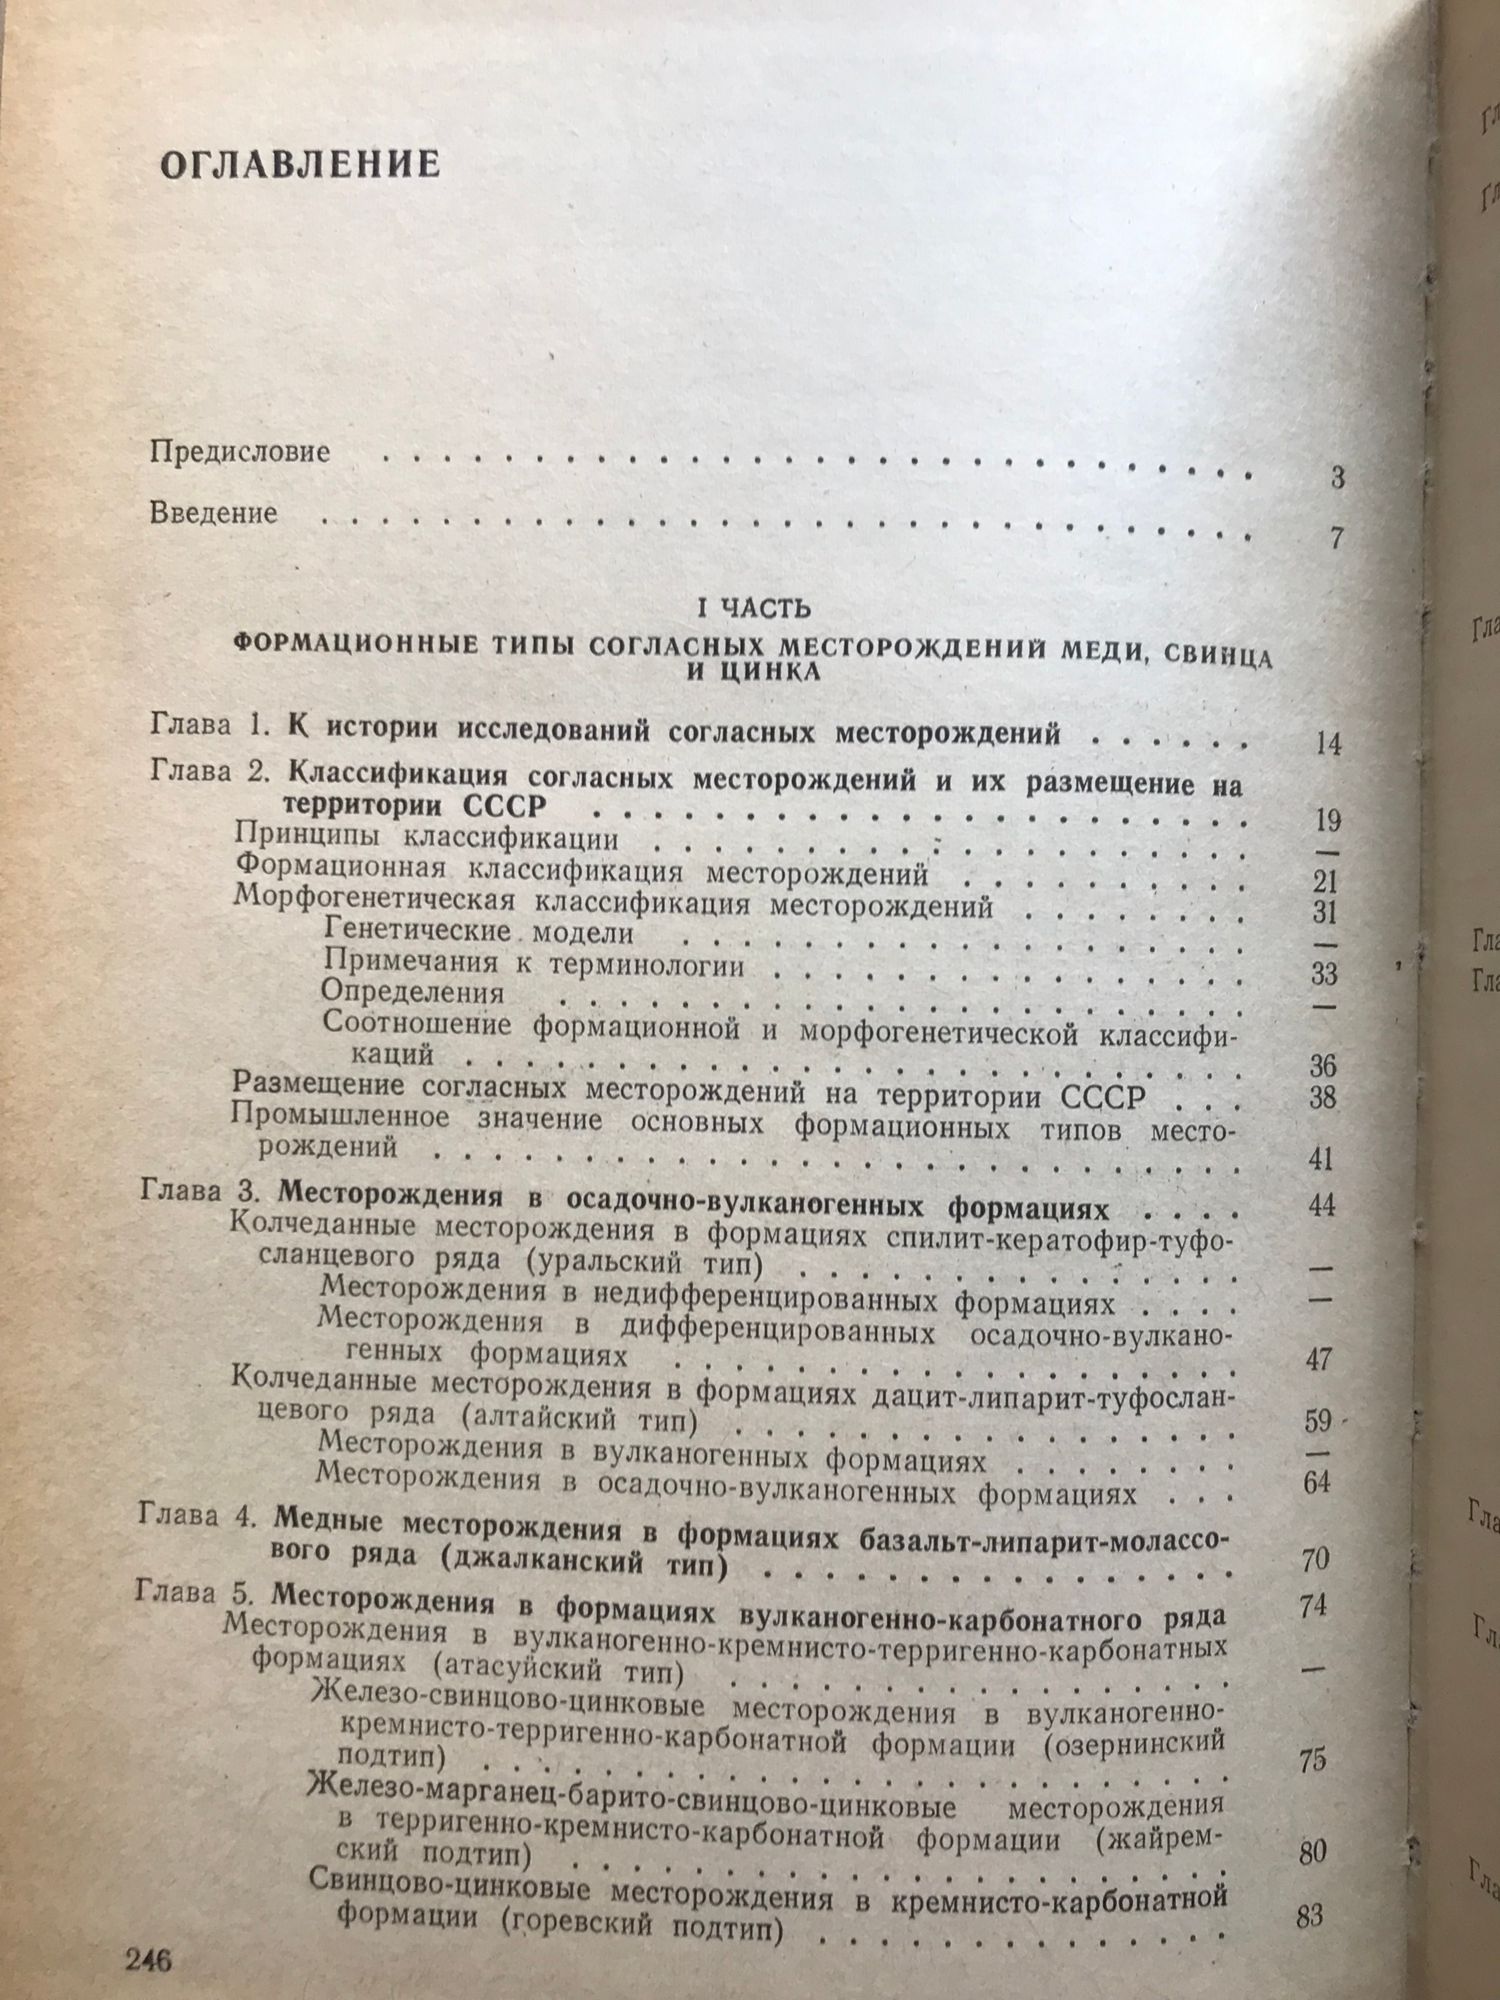 ОГЛАВЛЕНИЕ
Предисловие . . . . . . . . . . . . . . . . . . . . . . . . . . . . . 3
Введение . . . . . . . . . . . . . . . . . . . . . . . . . . . . . . . 7
I ЧАСТЬ
ФОРМАЦИОННЫЕ ТИПЫ СОГЛАСНЫХ МЕСТОРОЖДЕНИЙ МЕДИ, СВИНЦА
И ЦИНКА
Глава 1. К истории исследований согласных месторождений . . . . . . 14
Глава 2. Классификация согласных месторождений и их размещение на
территории СССР . . . . . . . . . . . . . . . . . . . . . . 19
Принципы классификации . . . . . . . . . . . . . . . . . . . . —
Формационная классификация месторождений . . . . . . . . . . 21
Морфогенетическая классификация месторождений . . . . . . . . 31
Генетические модели . . . . . . . . . . . . . . . . . . . —
Примечания к терминологии . . . . . . . . . . . . . . . . 33
Определения . . . . . . . . . . . . . . . . . . . . . . . —
Соотношение формационной и морфогенетической классифи-
каций . . . . . . . . . . . . . . . . . . . . . . . . . . 36
Размещение согласных месторождений на территории СССР . . . 38
Промышленное значение основных формационных типов место-
рождений . . . . . . . . . . . . . . . . . . . . . . . . . . . 41
Глава 3. Месторождения в осадочно-вулканогенных формациях . . . . 44
Колчеданные месторождения в формациях спилит-кератофир-туфо-
сланцевого ряда (уральский тип) . . . . . . . . . . . . . . . —
Месторождения в недифференцированных формациях . . . . —
Месторождения в дифференцированных осадочно-вулкано-
генных формациях . . . . . . . . . . . . . . . . . . . 47
Колчеданные месторождения в формациях дацит-липарит-туфослан-
цевого ряда (алтайский тип) . . . . . . . . . . . . . . . . . 59
Месторождения в вулканогенных формациях . . . . . . . . —
Месторождения в осадочно-вулканогенных формациях . . . 64
Глава 4. Медные месторождения в формациях базальт-липарит-молассо-
вого ряда (джалканский тип) . . . . . . . . . . . . . . . . 70
Глава 5. Месторождения в формациях вулканогенно-карбонатного ряда 74
Месторождения в вулканогенно-кремнисто-терригенно-карбонатных
формациях (атасуйский тип) . . . . . . . . . . . . . . . . . —
Железо-свинцово-цинковые месторождения в вулканогенно-
кремнисто-терригенно-карбонатной формации (озернинский
подтип) . . . . . . . . . . . . . . . . . . . . . . . . . 75
Железо-марганец-барито-свинцово-цинковые месторождения
в терригенно-кремнисто-карбонатной формации (жайрем-
ский подтип) . . . . . . . . . . . . . . . . . . . . . . 80
Свинцово-цинковые месторождения в кремнисто-карбонатной
формации (горевский подтип) . . . . . . . . . . . . . . 83
246
Гл
Гл
Гла
Гла
Гла
Гла
Гл
Гла